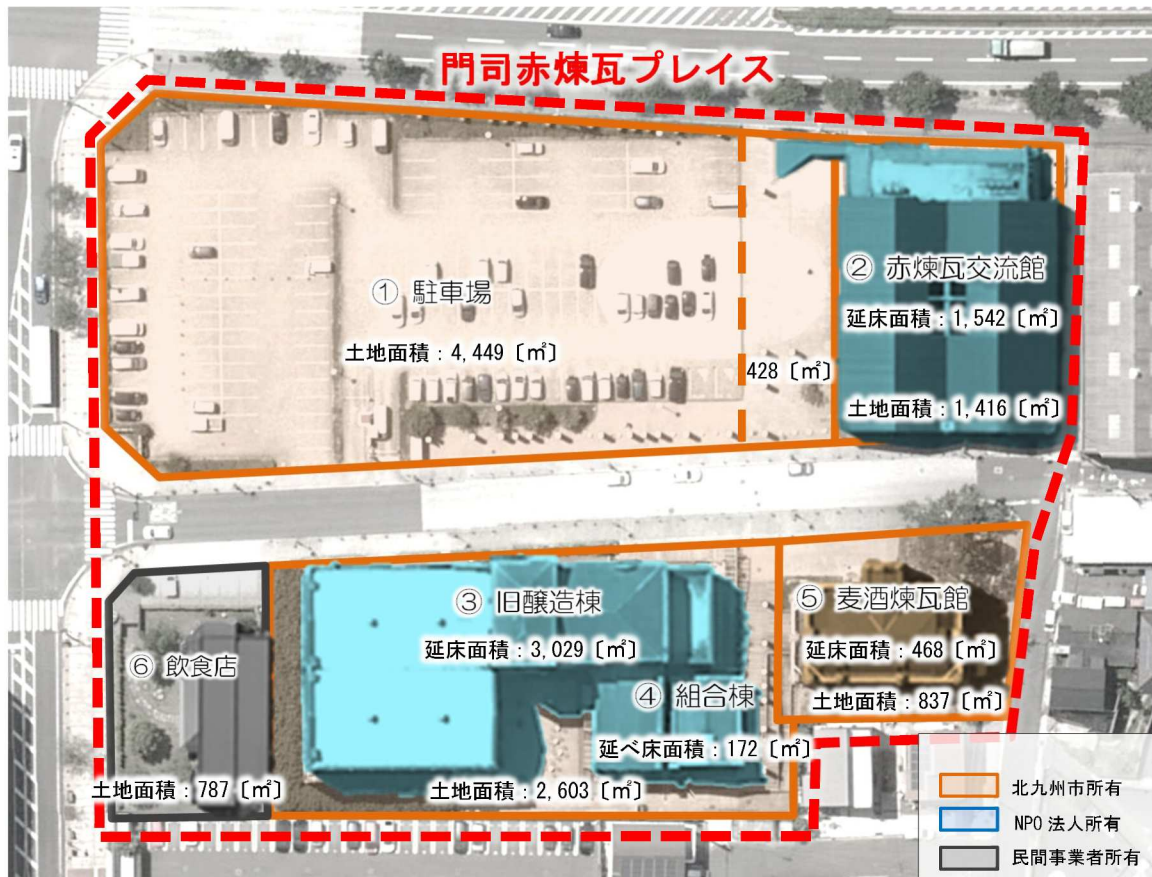 門司赤煉瓦プレイス
① 駐車場
土地面積：4,449〔㎡〕
428〔㎡〕
② 赤煉瓦交流館
延床面積：1,542〔㎡〕
土地面積：1,416〔㎡〕
③ 旧醸造棟
延床面積：3,029〔㎡〕
④ 組合棟
延べ床面積：172〔㎡〕
土地面積：2,603〔㎡〕
⑤ 麦酒煉瓦館
延床面積：468〔㎡〕
土地面積：837〔㎡〕
⑥ 飲食店
土地面積：787〔㎡〕
北九州市所有
NPO 法人所有
民間事業者所有